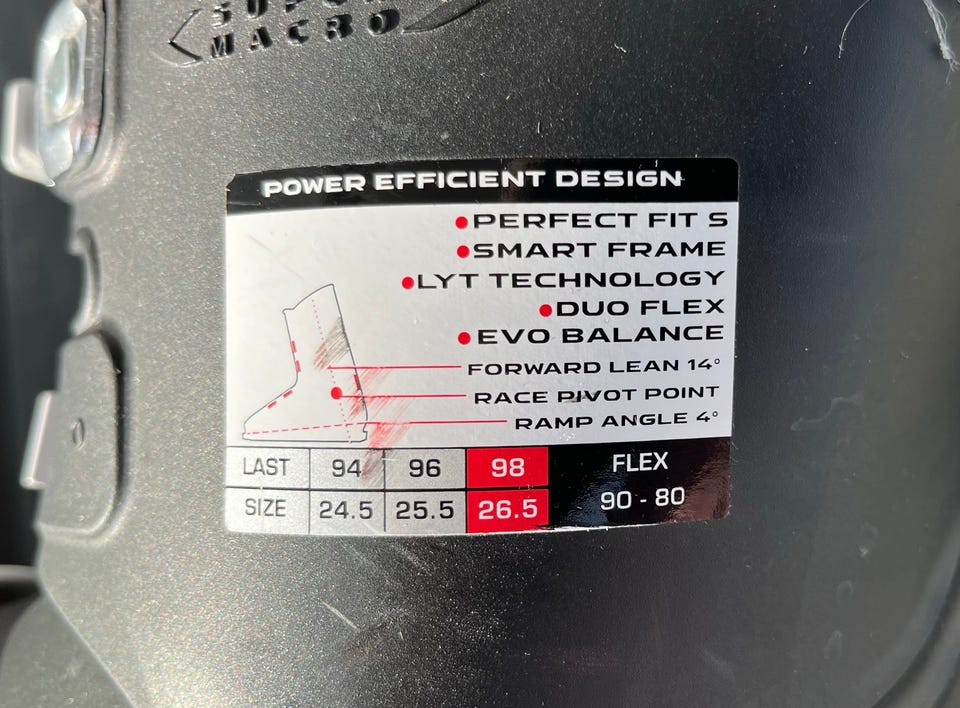 MACRO
POWER EFFICIENT DESIGN
●PERFECT FIT S
●SMART FRAME
●LYT TECHNOLOGY
●DUO FLEX
●EVO BALANCE
FORWARD LEAN 14°
RACE PIVOT POINT
RAMP ANGLE 4°
LAST 94 96 98 FLEX
SIZE 24.5 25.5 26.5 90 - 80